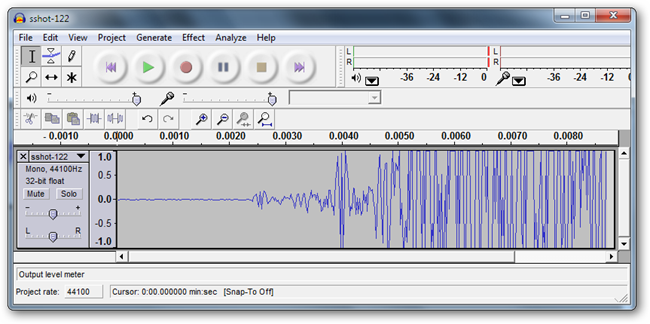 sshot-122
File Edit View Project Generate Effect Analyze Help
L
R
-36 -24 -12 0
L
R
-36 -24 -12 0
- +
- +
- 0.0010 0.0000 0.0010 0.0020 0.0030 0.0040 0.0050 0.0060 0.0070 0.0080
sshot-122
Mono, 44100Hz
32-bit float
Mute Solo
- +
L R
1.0
0.5
0.0
-0.5
-1.0
Output level meter
Project rate: 44100 Cursor: 0:00.000000 min:sec [Snap-To Off]